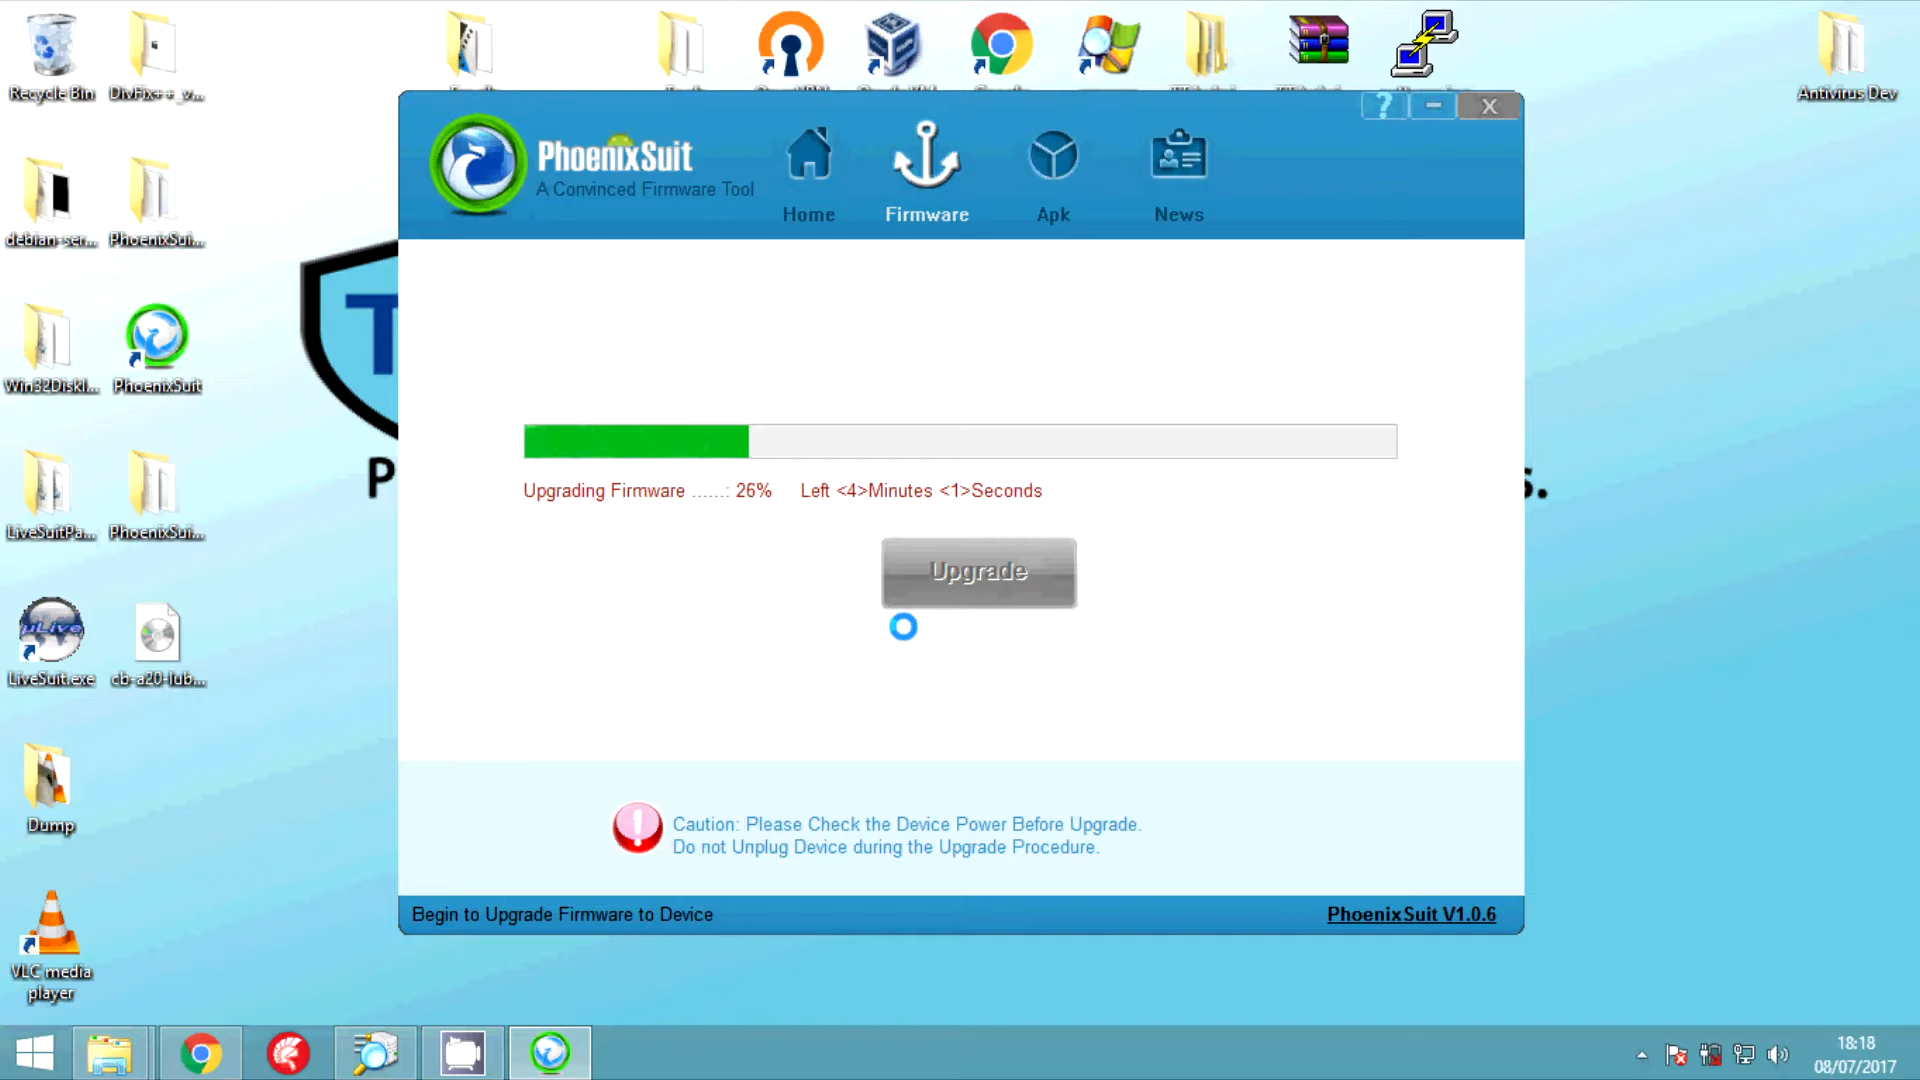 Recycle Bin
DivFix++_v...
Antivirus Dev
debian-ser...
PhoenixSui...
Win32DiskI...
PhoenixSuit
LiveSuitPa...
PhoenixSui...
µLive
LiveSuit.exe
cb-a20-lub...
Dump
VLC media
player
T
P
s.
?
X
PhoenixSuit
A Convinced Firmware Tool
Home
Firmware
Apk
News
Upgrading Firmware ......: 26% Left <4>Minutes <1>Seconds
Upgrade
Caution: Please Check the Device Power Before Upgrade.
Do not Unplug Device during the Upgrade Procedure.
Begin to Upgrade Firmware to Device
PhoenixSuit V1.0.6
18:18
08/07/2017